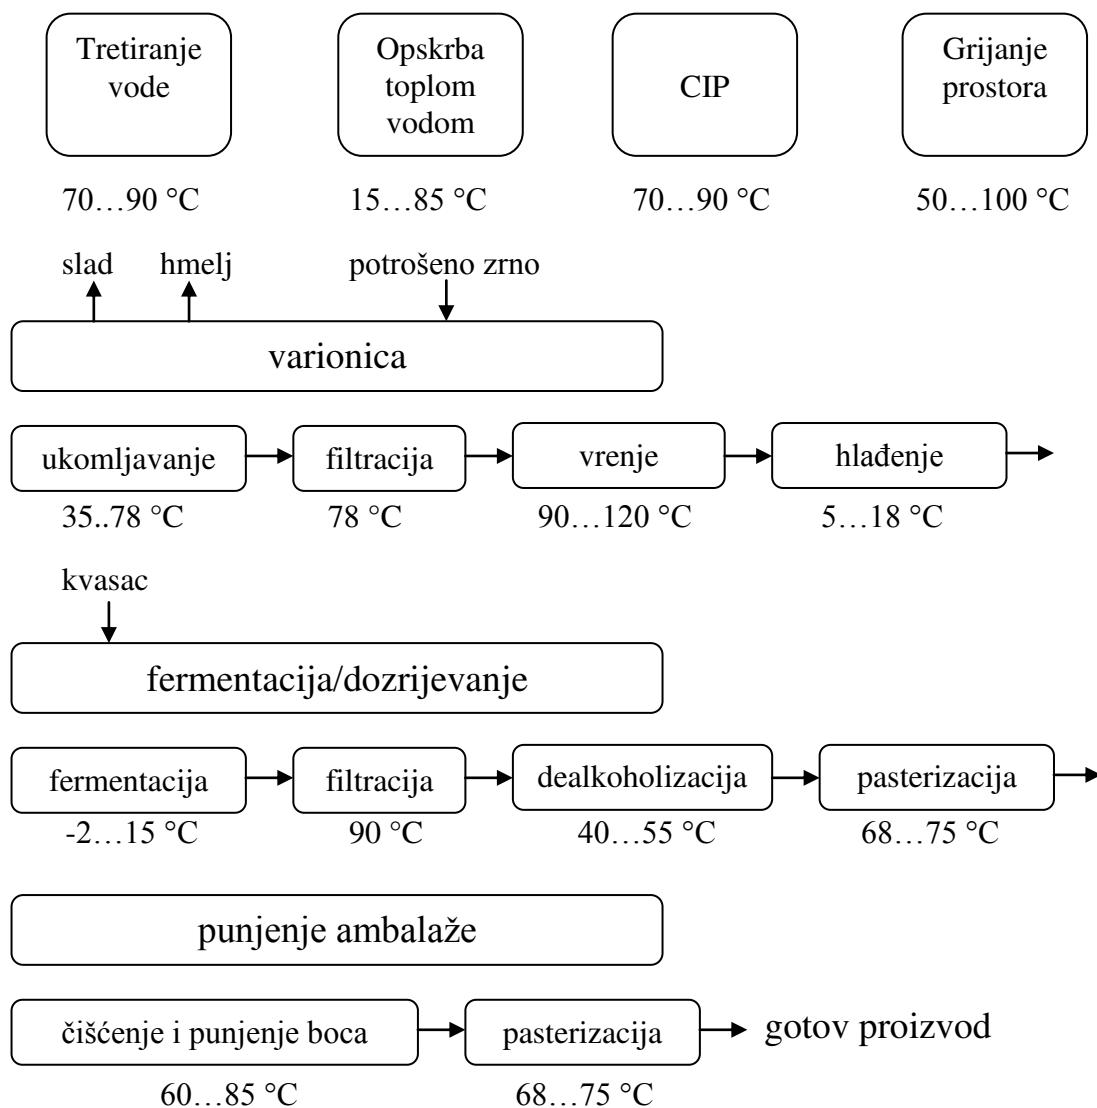 Tretiranje
vode
Opskrba
toplom
vodom
CIP
Grijanje
prostora
70…90 °C
15…85 °C
70…90 °C
50…100 °C
slad
hmelj
potrošeno zrno
varionica
ukomljavanje
filtracija
vrenje
hlađenje
35..78 °C
78 °C
90…120 °C
5…18 °C
kvasac
fermentacija/dozrijevanje
fermentacija
filtracija
dealkoholizacija
pasterizacija
-2…15 °C
90 °C
40…55 °C
68…75 °C
punjenje ambalaže
čišćenje i punjenje boca
pasterizacija
gotov proizvod
60…85 °C
68…75 °C